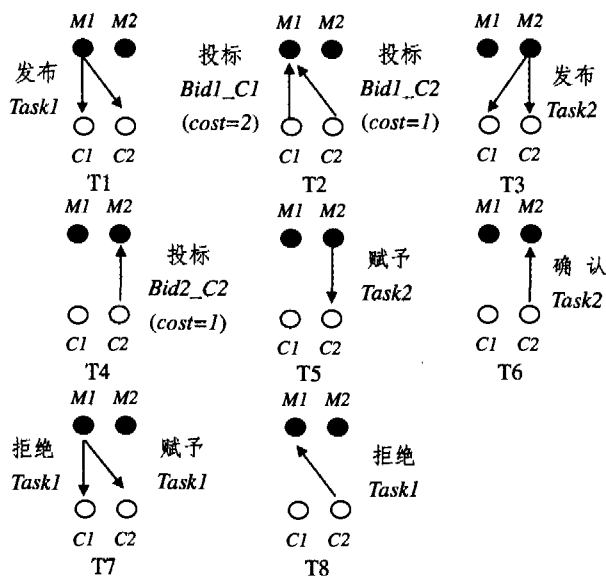 M1 M2 M1 M2 M1 M2
发布 投标 投标 发布
Task1 Bid1_C1 Bid1_C2 Task2
(cost=2) (cost=1)
C1 C2 C1 C2 C1 C2
T1 T2 T3
M1 M2 M1 M2 M1 M2
投标 赋予 确认
Bid2_C2 Task2 Task2
(cost=1)
C1 C2 C1 C2 C1 C2
T4 T5 T6
M1 M2 M1 M2
拒绝 赋予 拒绝
Task1 Task1 Task1
C1 C2 C1 C2
T7 T8